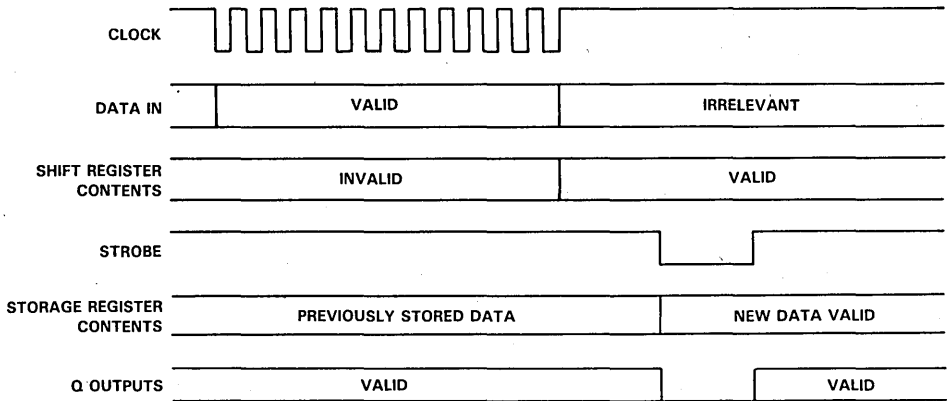 CLOCK
DATA IN
VALID
IRRELEVANT
SHIFT REGISTER
CONTENTS
INVALID
VALID
STROBE
STORAGE REGISTER
CONTENTS
PREVIOUSLY STORED DATA
NEW DATA VALID
Q OUTPUTS
VALID
VALID